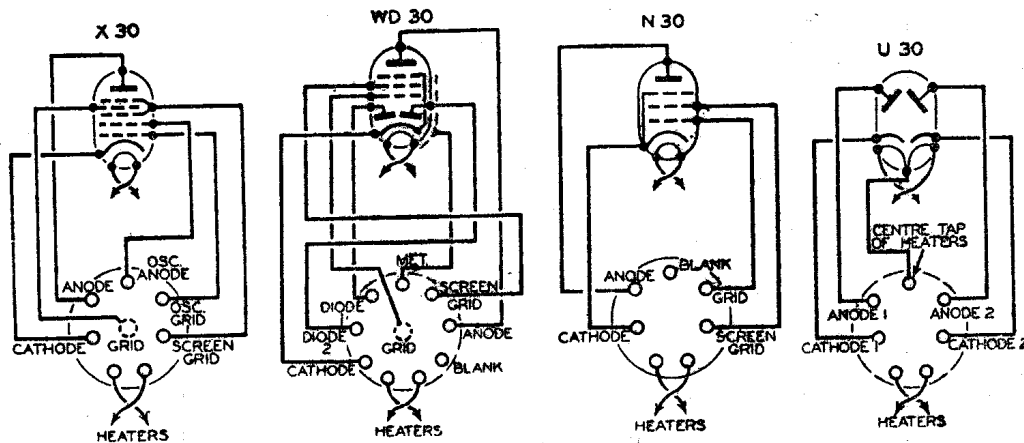 X 30
WD 30
N 30
U 30
OSC.
ANODE
ANODE
OSC.
GRID
CATHODE
GRID
SCREEN
GRID
HEATERS
MET.
SCREEN
GRID
DIODE
DIODE
2
ANODE
GRID
CATHODE
BLANK
HEATERS
ANODE
BLANK
GRID
CATHODE
SCREEN
GRID
HEATERS
CENTRE TAP
OF HEATERS
ANODE 1
ANODE 2
CATHODE 1
CATHODE 2
HEATERS